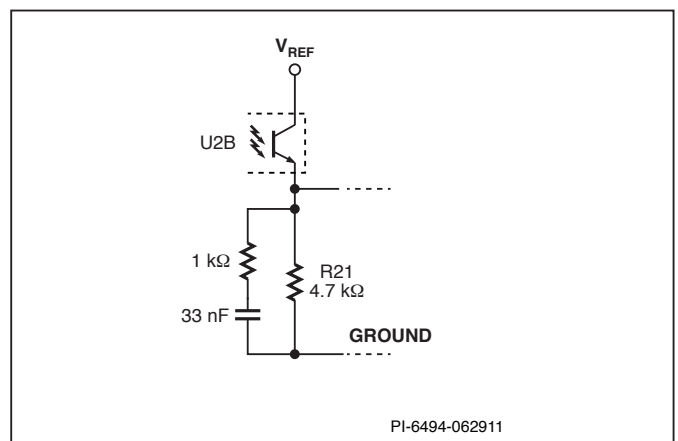 VREF
U2B
1 kΩ
R21
4.7 kΩ
33 nF
GROUND
PI-6494-062911